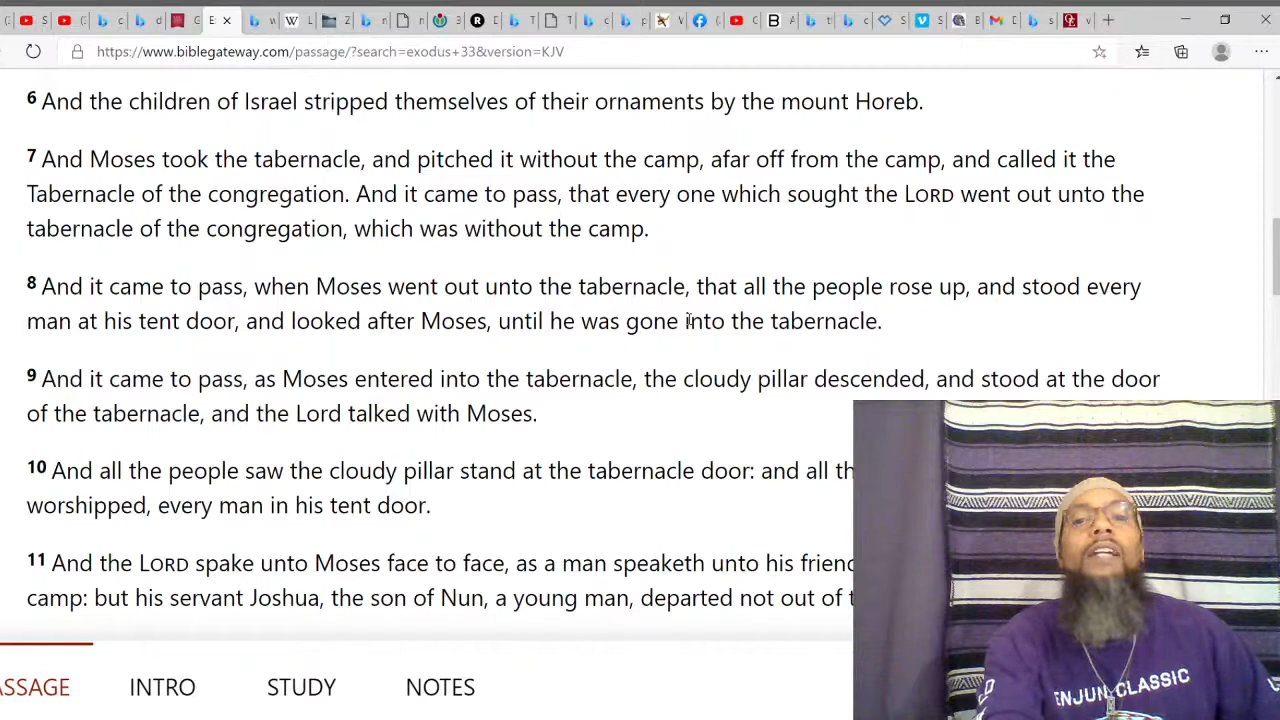 https://www.biblegateway.com/passage/?search=exodus+33&version=KJV
6 And the children of Israel stripped themselves of their ornaments by the mount Horeb.
7 And Moses took the tabernacle, and pitched it without the camp, afar off from the camp, and called it the
Tabernacle of the congregation. And it came to pass, that every one which sought the LORD went out unto the
tabernacle of the congregation, which was without the camp.
8 And it came to pass, when Moses went out unto the tabernacle, that all the people rose up, and stood every
man at his tent door, and looked after Moses, until he was gone into the tabernacle.
9 And it came to pass, as Moses entered into the tabernacle, the cloudy pillar descended, and stood at the door
of the tabernacle, and the Lord talked with Moses.
10 And all the people saw the cloudy pillar stand at the tabernacle door: and all th
worshipped, every man in his tent door.
11 And the LORD spake unto Moses face to face, as a man speaketh unto his frien
camp: but his servant Joshua, the son of Nun, a young man, departed not out of t
ASSAGE INTRO STUDY NOTES
ENJUN CLASSIC